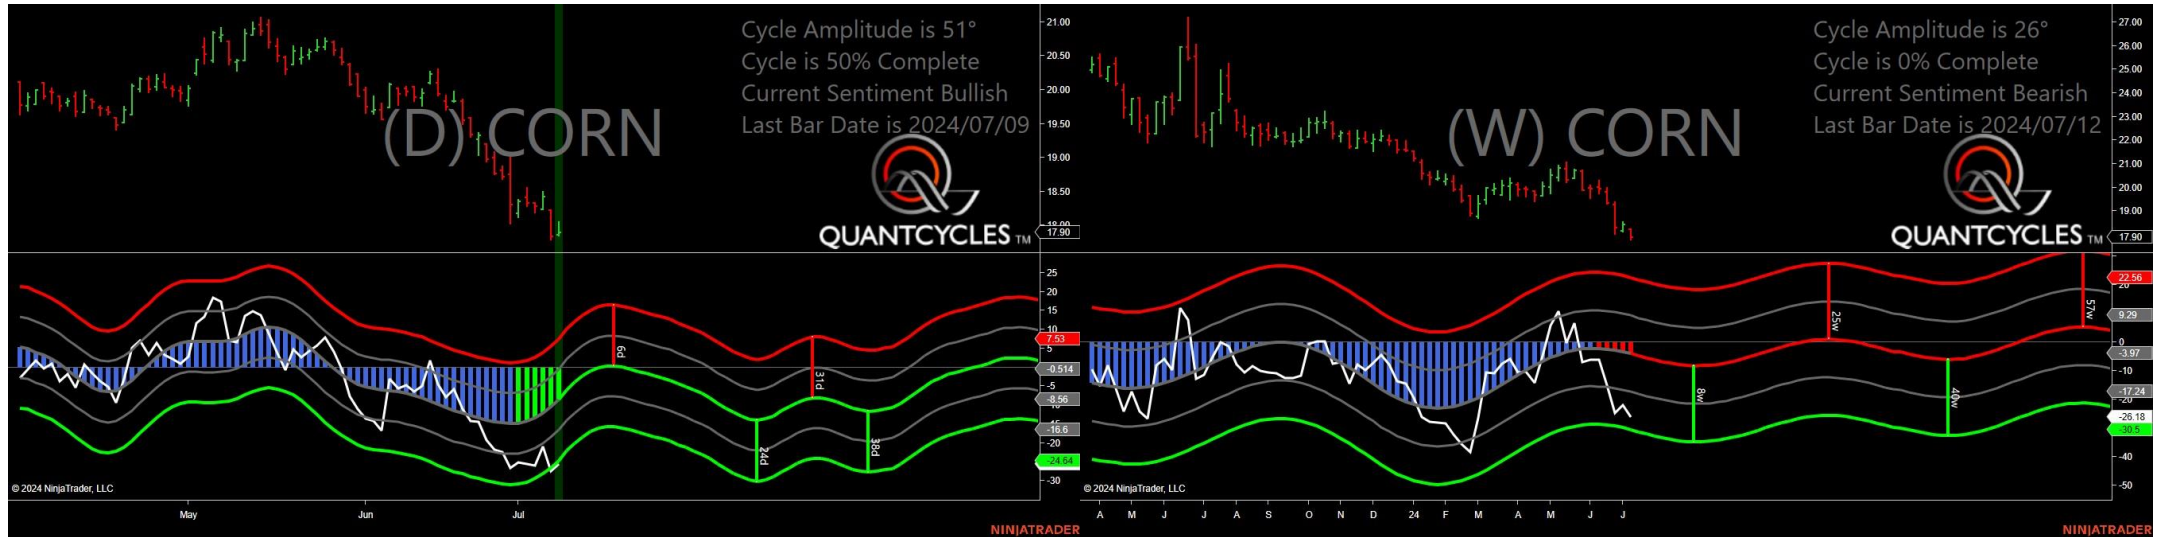 Cycle Amplitude is 51°
Cycle is 50% Complete
Current Sentiment Bullish
Last Bar Date is 2024/07/09
(D) CORN
QUANTCYCLES TM
21.00
20.50
20.00
19.50
19.00
18.50
18.00
17.90
25
20
15
10
7.53
5
-0.514
-5
-8.56
-16.6
-20
-24.64
-30
6d
24d
31d
38d
© 2024 NinjaTrader, LLC
May
Jun
Jul
NINJATRADER
Cycle Amplitude is 26°
Cycle is 0% Complete
Current Sentiment Bearish
Last Bar Date is 2024/07/12
(W) CORN
QUANTCYCLES TM
27.00
26.00
25.00
24.00
23.00
22.00
21.00
20.00
19.00
17.90
22.56
20
9.29
0
-3.97
-10
-17.24
-20
-26.18
-30.5
-40
-50
8w
25w
40w
57w
© 2024 NinjaTrader, LLC
A M J J A S O N D 24 F M A M J J
NINJATRADER